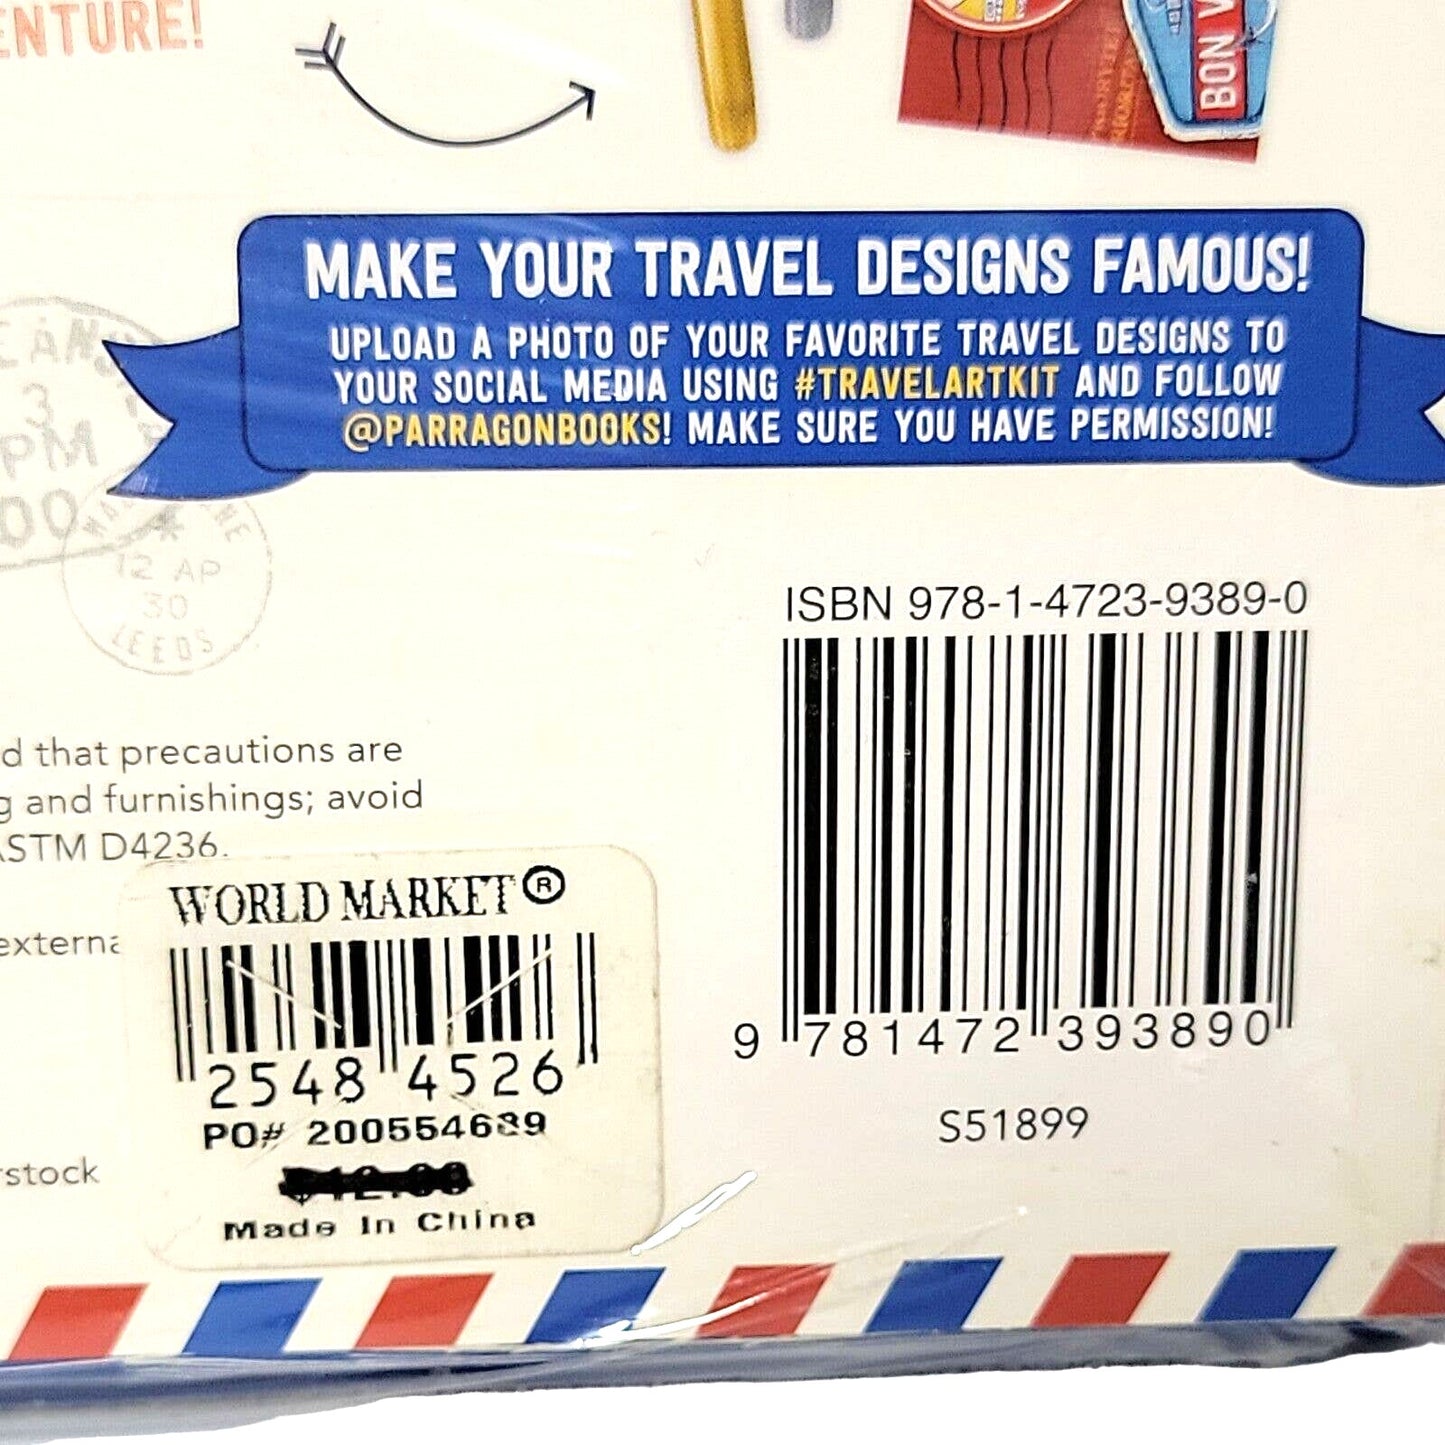 ENTURE!
BON V
MAKE YOUR TRAVEL DESIGNS FAMOUS!
UPLOAD A PHOTO OF YOUR FAVORITE TRAVEL DESIGNS TO
YOUR SOCIAL MEDIA USING #TRAVELARTKIT AND FOLLOW
@PARRAGONBOOKS! MAKE SURE YOU HAVE PERMISSION!
3
PM
00
12 AP
30
LEEDS
ISBN 978-1-4723-9389-0
9 781472 393890
S51899
d that precautions are
g and furnishings; avoid
ASTM D4236.
externa
rstock
WORLD MARKET®
2548 4526
PO# 200554689
Made In China